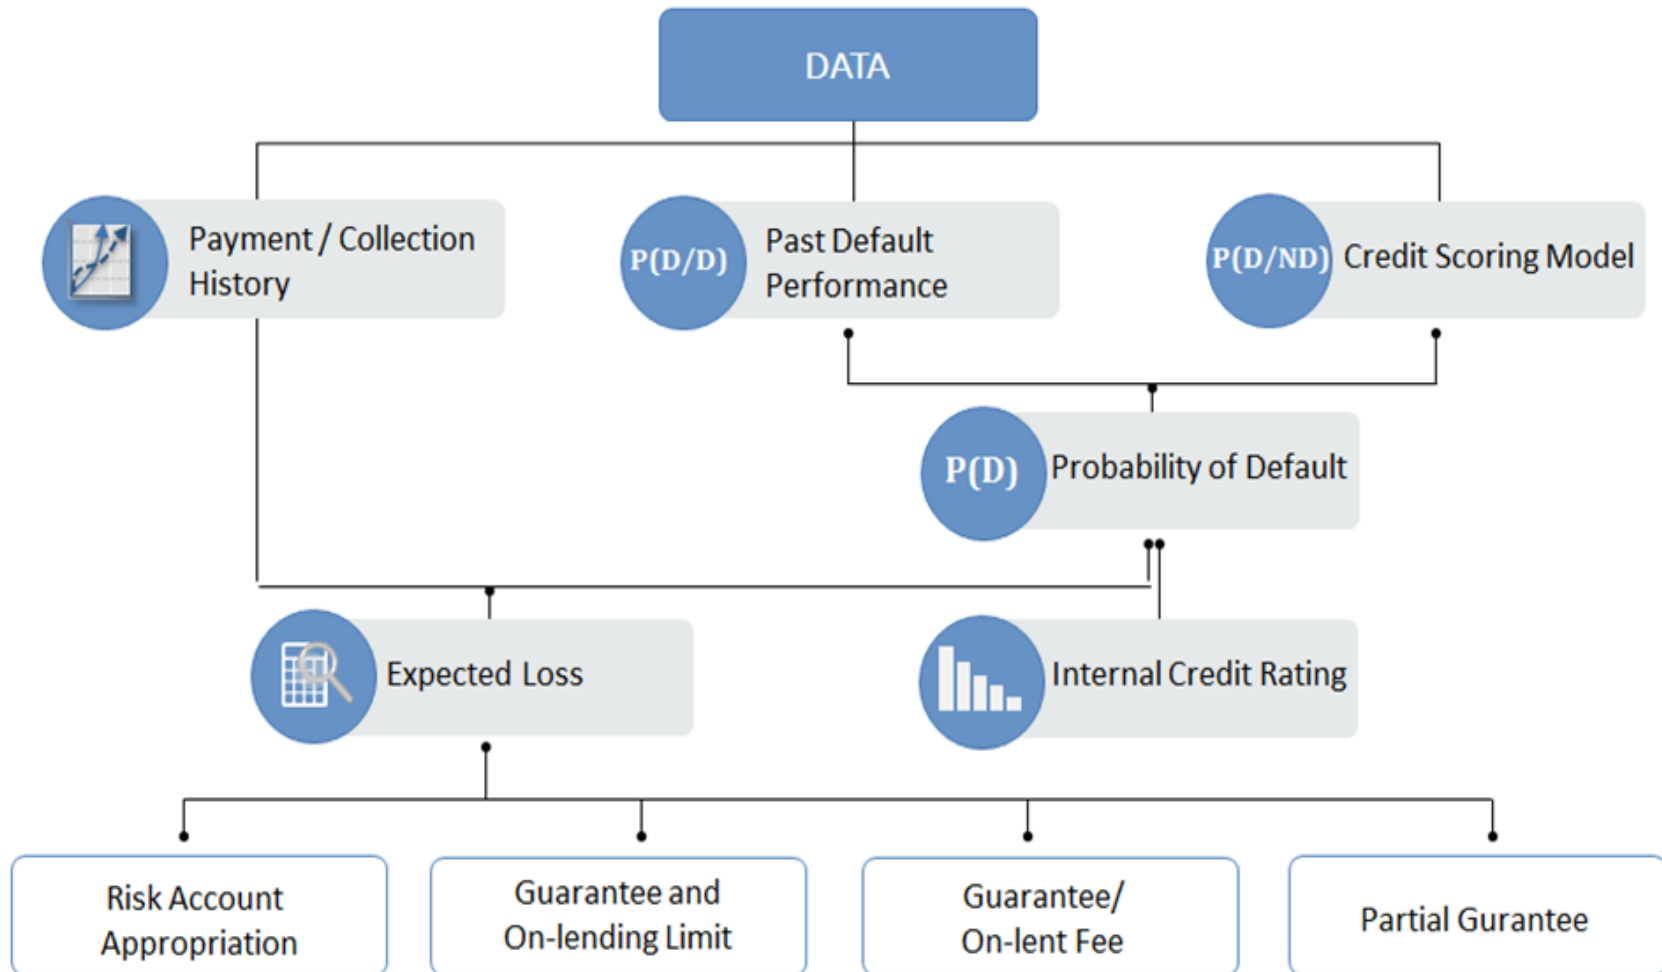 DATA
Payment / Collection
History
P(D/D)
Past Default
Performance
P(D/ND)
Credit Scoring Model
P(D)
Probability of Default
Expected Loss
Internal Credit Rating
Risk Account
Appropriation
Guarantee and
On-lending Limit
Guarantee/
On-lent Fee
Partial Gurantee